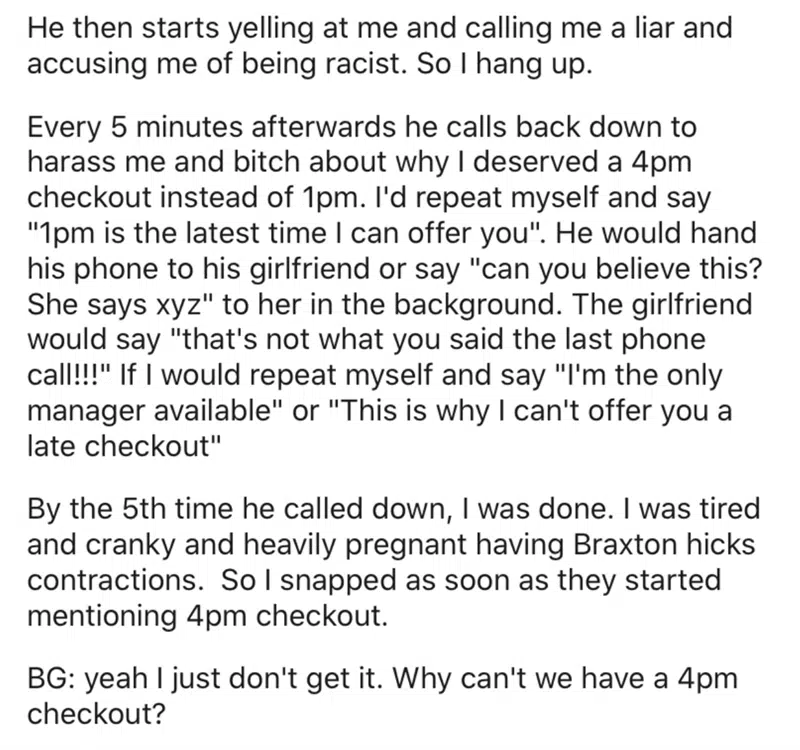 He then starts yelling at me and calling me a liar and
accusing me of being racist. So I hang up.
Every 5 minutes afterwards he calls back down to
harass me and bitch about why I deserved a 4pm
checkout instead of 1pm. I'd repeat myself and say
"1pm is the latest time I can offer you". He would hand
his phone to his girlfriend or say "can you believe this?
She says xyz" to her in the background. The girlfriend
would say "that's not what you said the last phone
call!!!" If I would repeat myself and say "I'm the only
manager available" or "This is why I can't offer you a
late checkout"
By the 5th time he called down, I was done. I was tired
and cranky and heavily pregnant having Braxton hicks
contractions.  So I snapped as soon as they started
mentioning 4pm checkout.
BG: yeah I just don't get it. Why can't we have a 4pm
checkout?